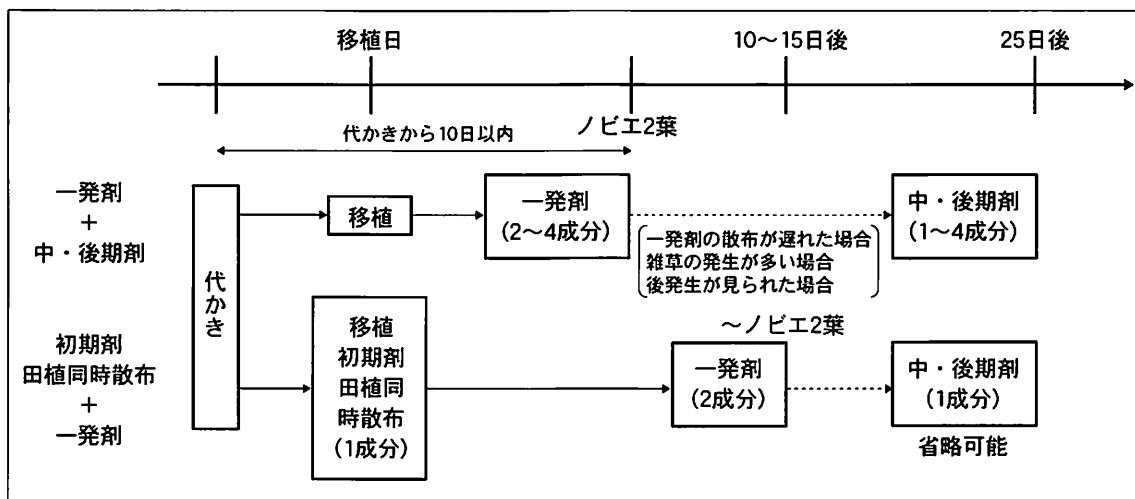 移植日
10〜15日後
25日後
ノビエ2葉
代かきから10日以内
一発剤
+
中・後期剤
代かき
移植
一発剤
(2〜4成分)
一発剤の散布が遅れた場合
雑草の発生が多い場合
後発生が見られた場合
中・後期剤
(1〜4成分)
初期剤
田植同時散布
+
一発剤
移植
初期剤
田植同
時散布
(1成分)
〜ノビエ2葉
一発剤
(2成分)
中・後期剤
(1成分)
省略可能